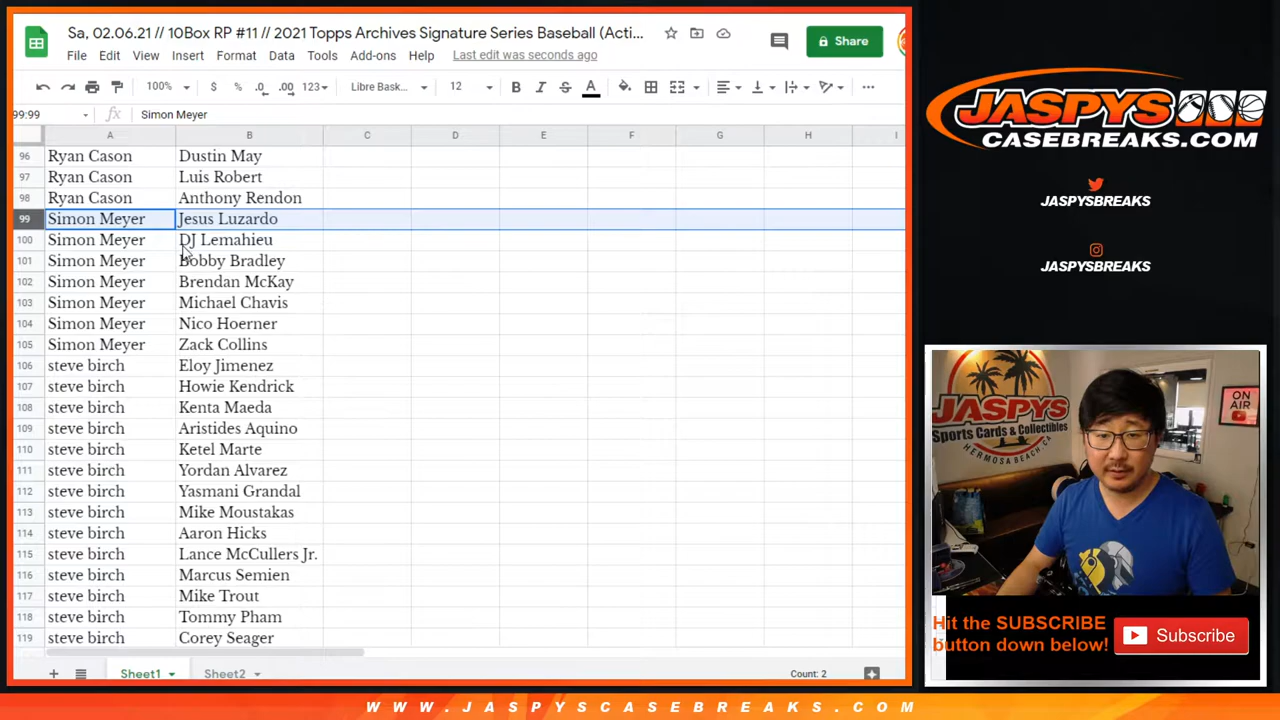 Sa, 02.06.21 // 10Box RP #11 // 2021 Topps Archives Signature Series Baseball (Acti...
File Edit View Insert Format Data Tools Add-ons Help Last edit was seconds ago
Share
100% $ % .0 .00 123 Libre Bask... 12 B I S A
99:99 fx Simon Meyer
A B C D E F G H I
96 Ryan Cason Dustin May
97 Ryan Cason Luis Robert
98 Ryan Cason Anthony Rendon
99 Simon Meyer Jesus Luzardo
100 Simon Meyer DJ Lemahieu
101 Simon Meyer Bobby Bradley
102 Simon Meyer Brendan McKay
103 Simon Meyer Michael Chavis
104 Simon Meyer Nico Hoerner
105 Simon Meyer Zack Collins
106 steve birch Eloy Jimenez
107 steve birch Howie Kendrick
108 steve birch Kenta Maeda
109 steve birch Aristides Aquino
110 steve birch Ketel Marte
111 steve birch Yordan Alvarez
112 steve birch Yasmani Grandal
113 steve birch Mike Moustakas
114 steve birch Aaron Hicks
115 steve birch Lance McCullers Jr.
116 steve birch Marcus Semien
117 steve birch Mike Trout
118 steve birch Tommy Pham
119 steve birch Corey Seager
Sheet1 Sheet2 Count: 2
JASPYS
CASEBREAKS.COM
JASPYSBREAKS
JASPYSBREAKS
JASPYS
Sports Cards & Collectibles
HERMOSA BEACH, CA
ON AIR
Hit the SUBSCRIBE
button down below!
Subscribe
WWW.JASPYSCASEBREAKS.COM